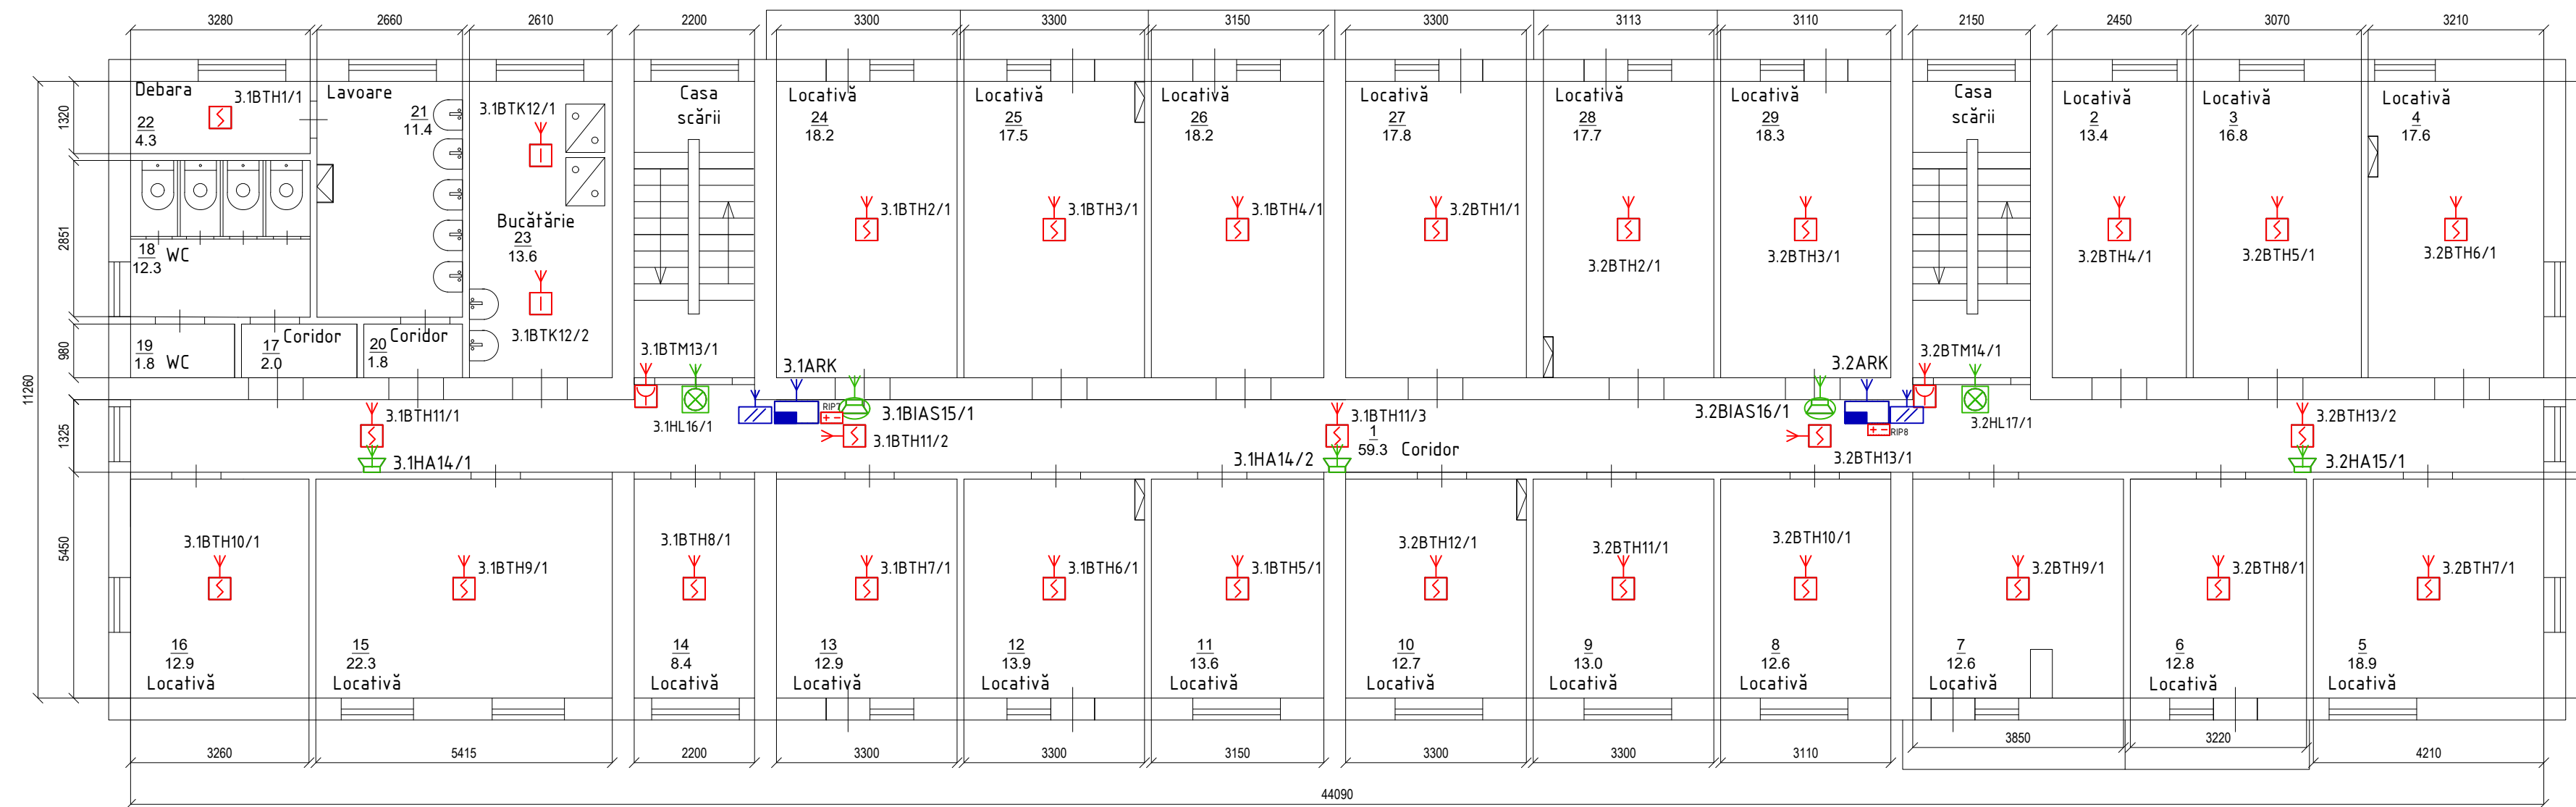 3280 2660 2610 2200 3300 3300 3150 3300 3113 3110 2150 2450 3070 3210
Debara
3.1BTH1/1
22
4.3
Lavoare
21
11.4
3.1BTK12/1
Bucătărie
23
13.6
3.1BTK12/2
Casa
scării
Locativă
24
18.2
3.1BTH2/1
Locativă
25
17.5
3.1BTH3/1
Locativă
26
18.2
3.1BTH4/1
Locativă
27
17.8
3.2BTH1/1
Locativă
28
17.7
3.2BTH2/1
Locativă
29
18.3
3.2BTH3/1
Casa
scării
Locativă
2
13.4
3.2BTH4/1
Locativă
3
16.8
3.2BTH5/1
Locativă
4
17.6
3.2BTH6/1
1320
2851
980
11260
1325
5450
18 WC
12.3
19
1.8 WC
17 Coridor
2.0
20 Coridor
1.8
3.1BTM13/1
3.1HL16/1
3.1ARK
RIP7
3.1BIAS15/1
3.1BTH11/2
3.1BTH11/1
3.1HA14/1
3.1BTH11/3
1
59.3 Coridor
3.1HA14/2
3.2ARK
3.2BIAS16/1
RIP8
3.2BTH13/1
3.2BTM14/1
3.2HL17/1
3.2BTH13/2
3.2HA15/1
3.1BTH10/1
16
12.9
Locativă
3.1BTH9/1
15
22.3
Locativă
3.1BTH8/1
14
8.4
Locativă
3.1BTH7/1
13
12.9
Locativă
3.1BTH6/1
12
13.9
Locativă
3.1BTH5/1
11
13.6
Locativă
3.2BTH12/1
10
12.7
Locativă
3.2BTH11/1
9
13.0
Locativă
3.2BTH10/1
8
12.6
Locativă
3.2BTH9/1
7
12.6
Locativă
3.2BTH8/1
6
12.8
Locativă
3.2BTH7/1
5
18.9
Locativă
3260 5415 2200 3300 3300 3150 3300 3300 3110 3850 3220 4210
44090